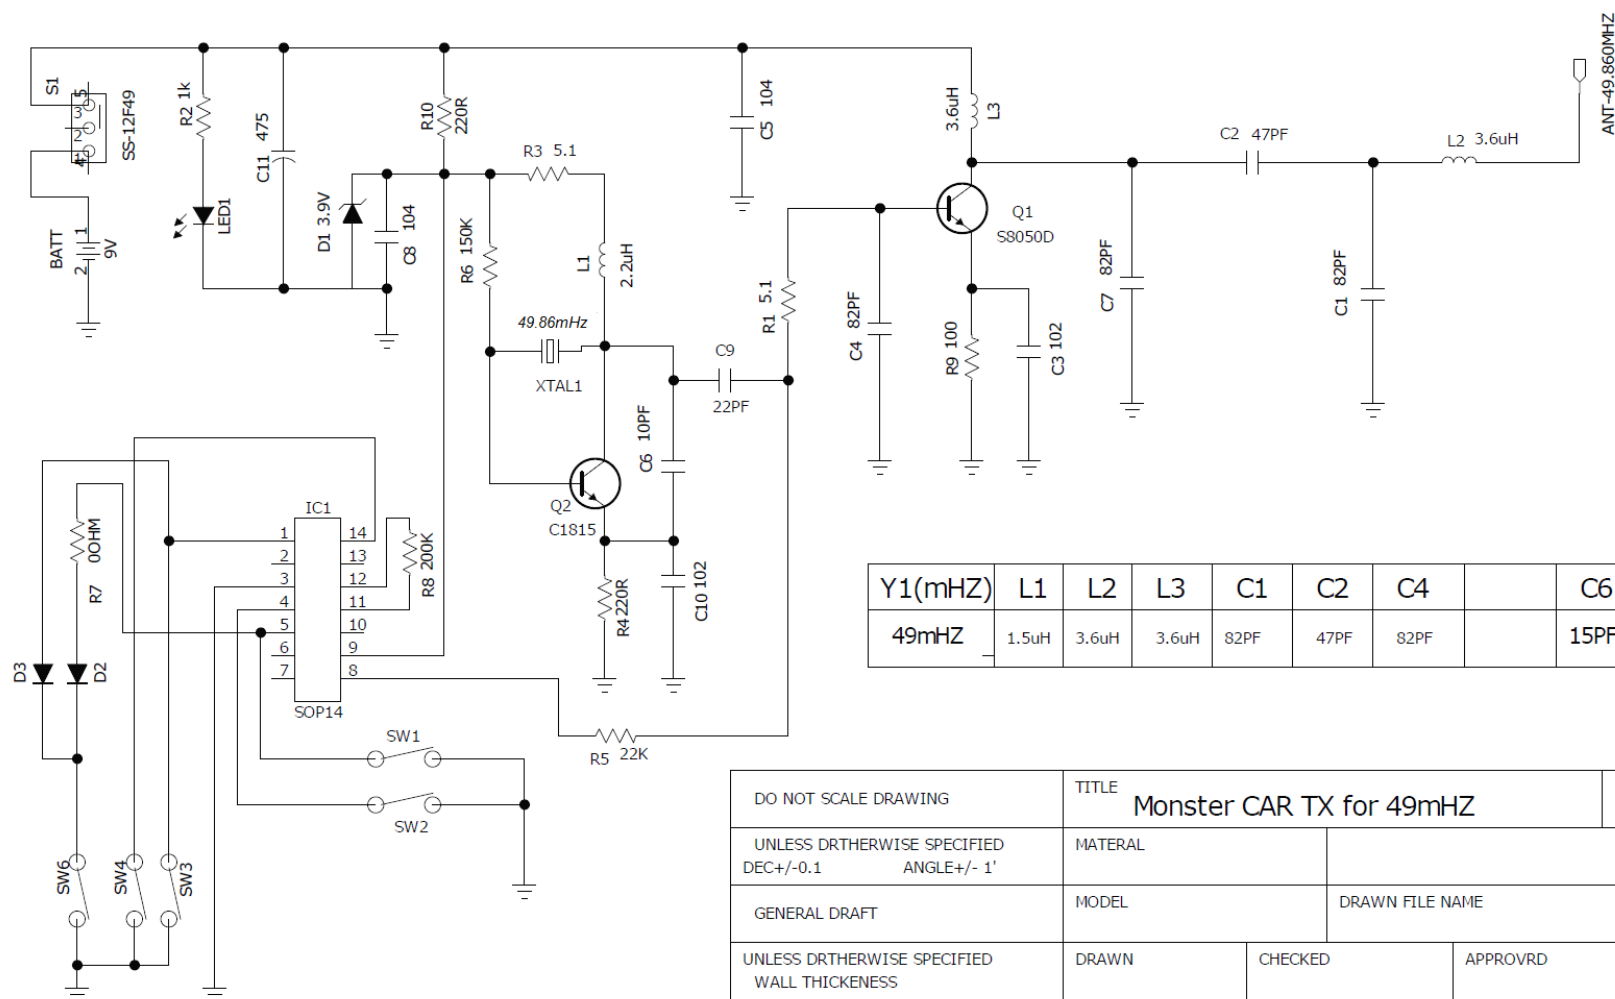 ANT-49.860MHZ
S1
5
3
2
1
4
SS-12F49
R2 1k
C11 475
R10
220R
C5 104
3.6uH
L3
C2 47PF
L2 3.6uH
R3 5.1
BATT
1
2
9V
LED1
D1 3.9V
C8 104
R6 150K
L1
2.2uH
Q1
S8050D
R1 5.1
C4 82PF
C7 82PF
C1 82PF
49.86mHz
XTAL1
C9
22PF
R9 100
C3 102
C6 10PF
Q2
C1815
R7 0OHM
IC1
1 14
2 13
3 12
4 11
5 10
6 9
7 8
SOP14
R8 200K
R4 220R
C10 102
D3
D2
SW1
SW2
R5 22K
SW6
SW4
SW3
Y1(mHZ) L1 L2 L3 C1 C2 C4 C6
49mHZ _ 1.5uH 3.6uH 3.6uH 82PF 47PF 82PF 15PF
DO NOT SCALE DRAWING
TITLE
Monster CAR TX for 49mHZ
UNLESS DRTHERWISE SPECIFIED
DEC+/-0.1 ANGLE+/- 1'
MATERAL
GENERAL DRAFT
MODEL
DRAWN FILE NAME
UNLESS DRTHERWISE SPECIFIED
WALL THICKENESS
DRAWN
CHECKED
APPROVRD